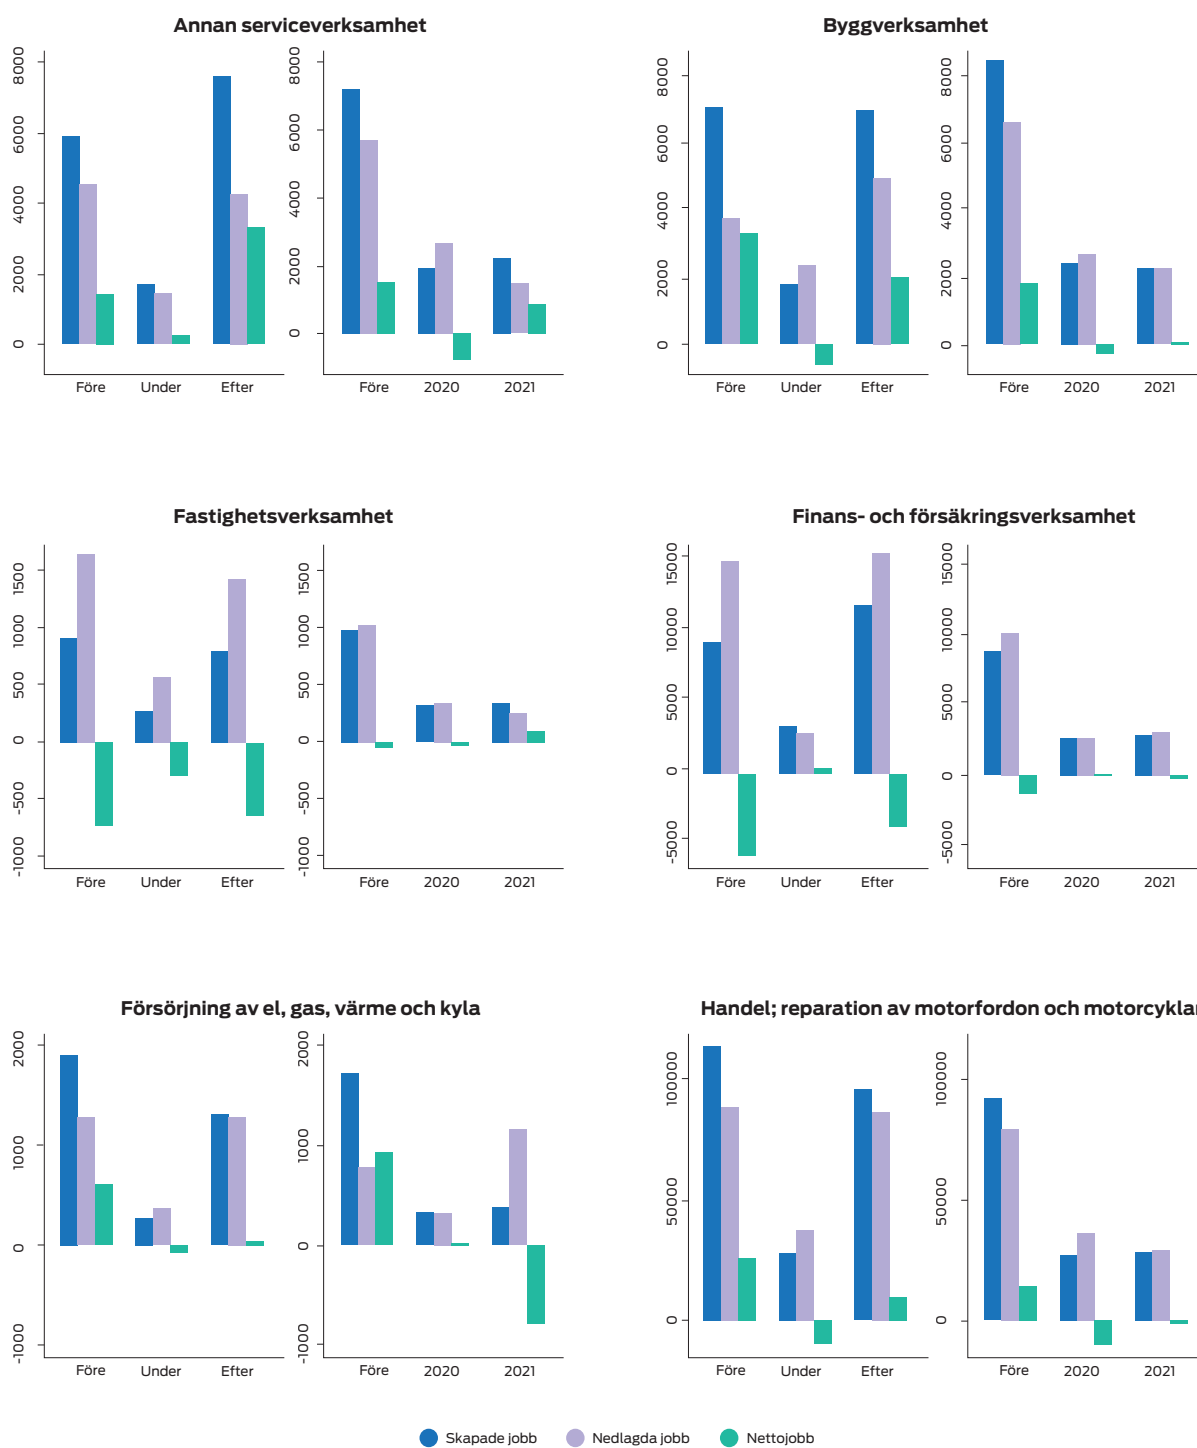 Annan serviceverksamhet
8000
6000
4000
2000
0
Före Under Efter
8000
6000
4000
2000
0
Före 2020 2021
Byggverksamhet
8000
6000
4000
2000
0
Före Under Efter
8000
6000
4000
2000
0
Före 2020 2021
Fastighetsverksamhet
1500
1000
500
0
-500
-1000
Före Under Efter
1500
1000
500
0
-500
-1000
Före 2020 2021
Finans- och försäkringsverksamhet
15000
10000
5000
0
-5000
Före Under Efter
15000
10000
5000
0
-5000
Före 2020 2021
Försörjning av el, gas, värme och kyla
2000
1000
0
-1000
Före Under Efter
2000
1000
0
-1000
Före 2020 2021
Handel; reparation av motorfordon och motorcyklar
100000
50000
0
Före Under Efter
100000
50000
0
Före 2020 2021
Skapade jobb Nedlagda jobb Nettojobb